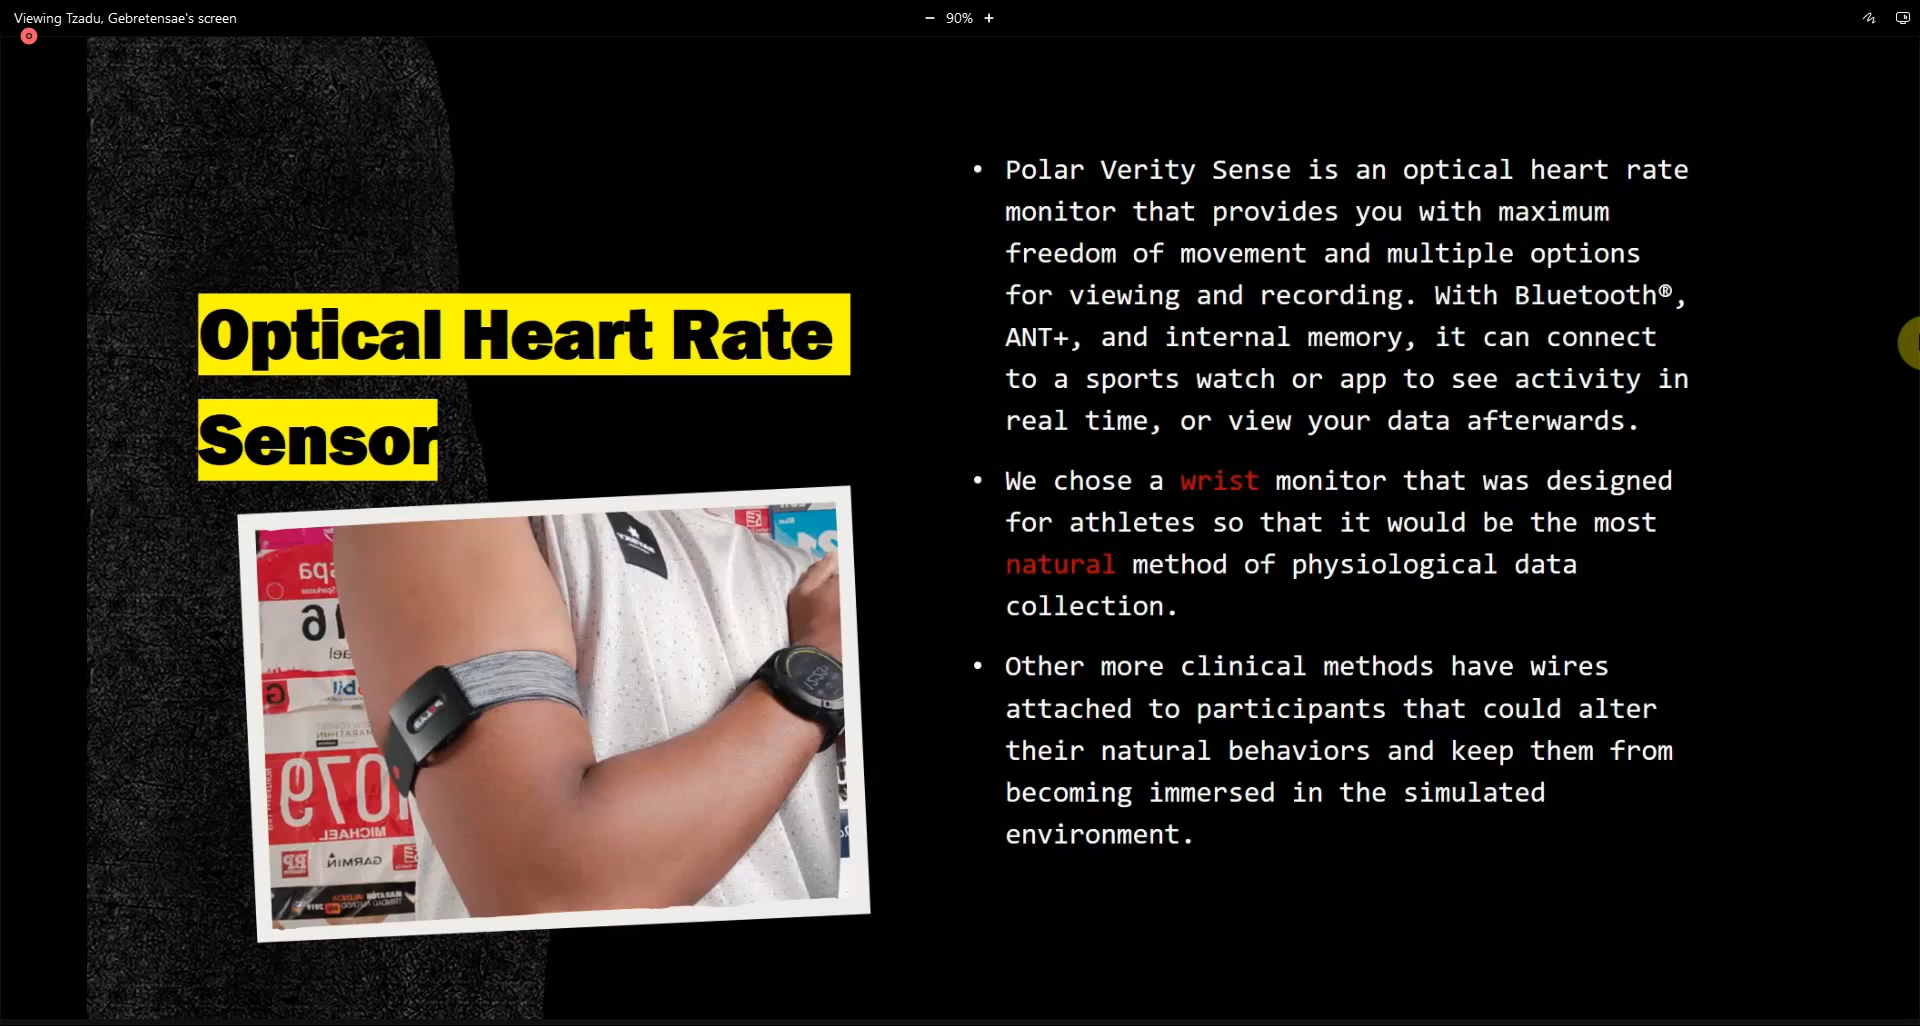 Viewing Tzadu, Gebretensae's screen
90%
Optical Heart Rate
Sensor
• Polar Verity Sense is an optical heart rate
monitor that provides you with maximum
freedom of movement and multiple options
for viewing and recording. With Bluetooth®,
ANT+, and internal memory, it can connect
to a sports watch or app to see activity in
real time, or view your data afterwards.
• We chose a wrist monitor that was designed
for athletes so that it would be the most
natural method of physiological data
collection.
• Other more clinical methods have wires
attached to participants that could alter
their natural behaviors and keep them from
becoming immersed in the simulated
environment.
16
1079
MICHAEL
GARMIN